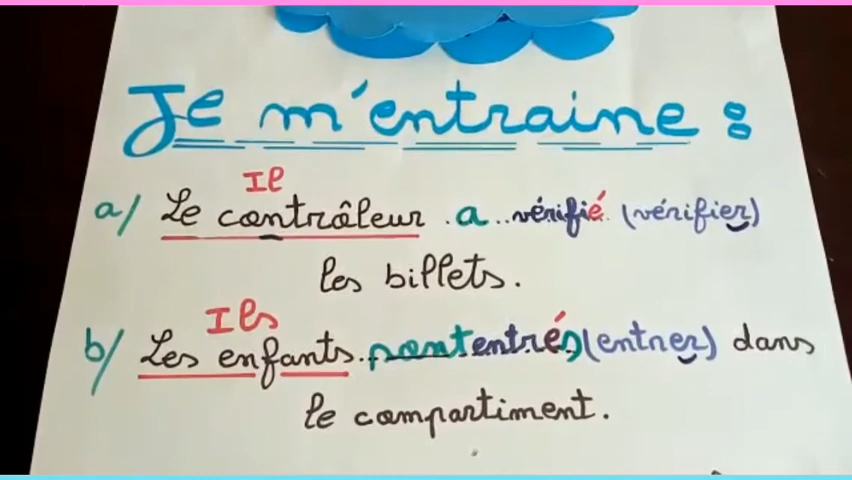 Je m'entraine :
Il
a/ Le contrôleur . a .. vérifié (vérifier)
les billets.
Ils
b/ Les enfants.. sont entrés (entrer) dans
le compartiment.